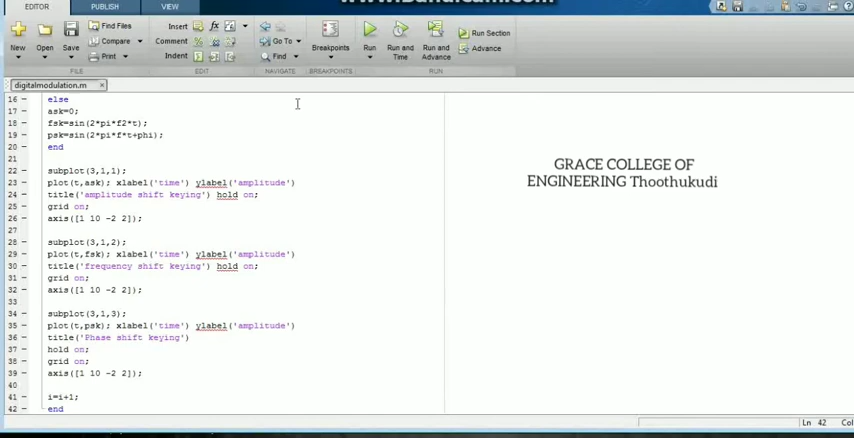 www.Bandicam.com
EDITOR PUBLISH VIEW
New Open Save Find Files Compare Print
Insert Comment Indent
Go To Find
Breakpoints
Run Run and Time Run and Advance Run Section Advance
FILE EDIT NAVIGATE BREAKPOINTS RUN
digitalmodulation.m ×
16 – else
17 – ask=0;
18 – fsk=sin(2*pi*f2*t);
19 – psk=sin(2*pi*f*t+phi);
20 – end
21
22 – subplot(3,1,1);
23 – plot(t,ask); xlabel('time') ylabel('amplitude')
24 – title('amplitude shift keying') hold on;
25 – grid on;
26 – axis([1 10 -2 2]);
27
28 – subplot(3,1,2);
29 – plot(t,fsk); xlabel('time') ylabel('amplitude')
30 – title('frequency shift keying') hold on;
31 – grid on;
32 – axis([1 10 -2 2]);
33
34 – subplot(3,1,3);
35 – plot(t,psk); xlabel('time') ylabel('amplitude')
36 – title('Phase shift keying')
37 – hold on;
38 – grid on;
39 – axis([1 10 -2 2]);
40
41 – i=i+1;
42 – end
GRACE COLLEGE OF
ENGINEERING Thoothukudi
Ln 42 Col